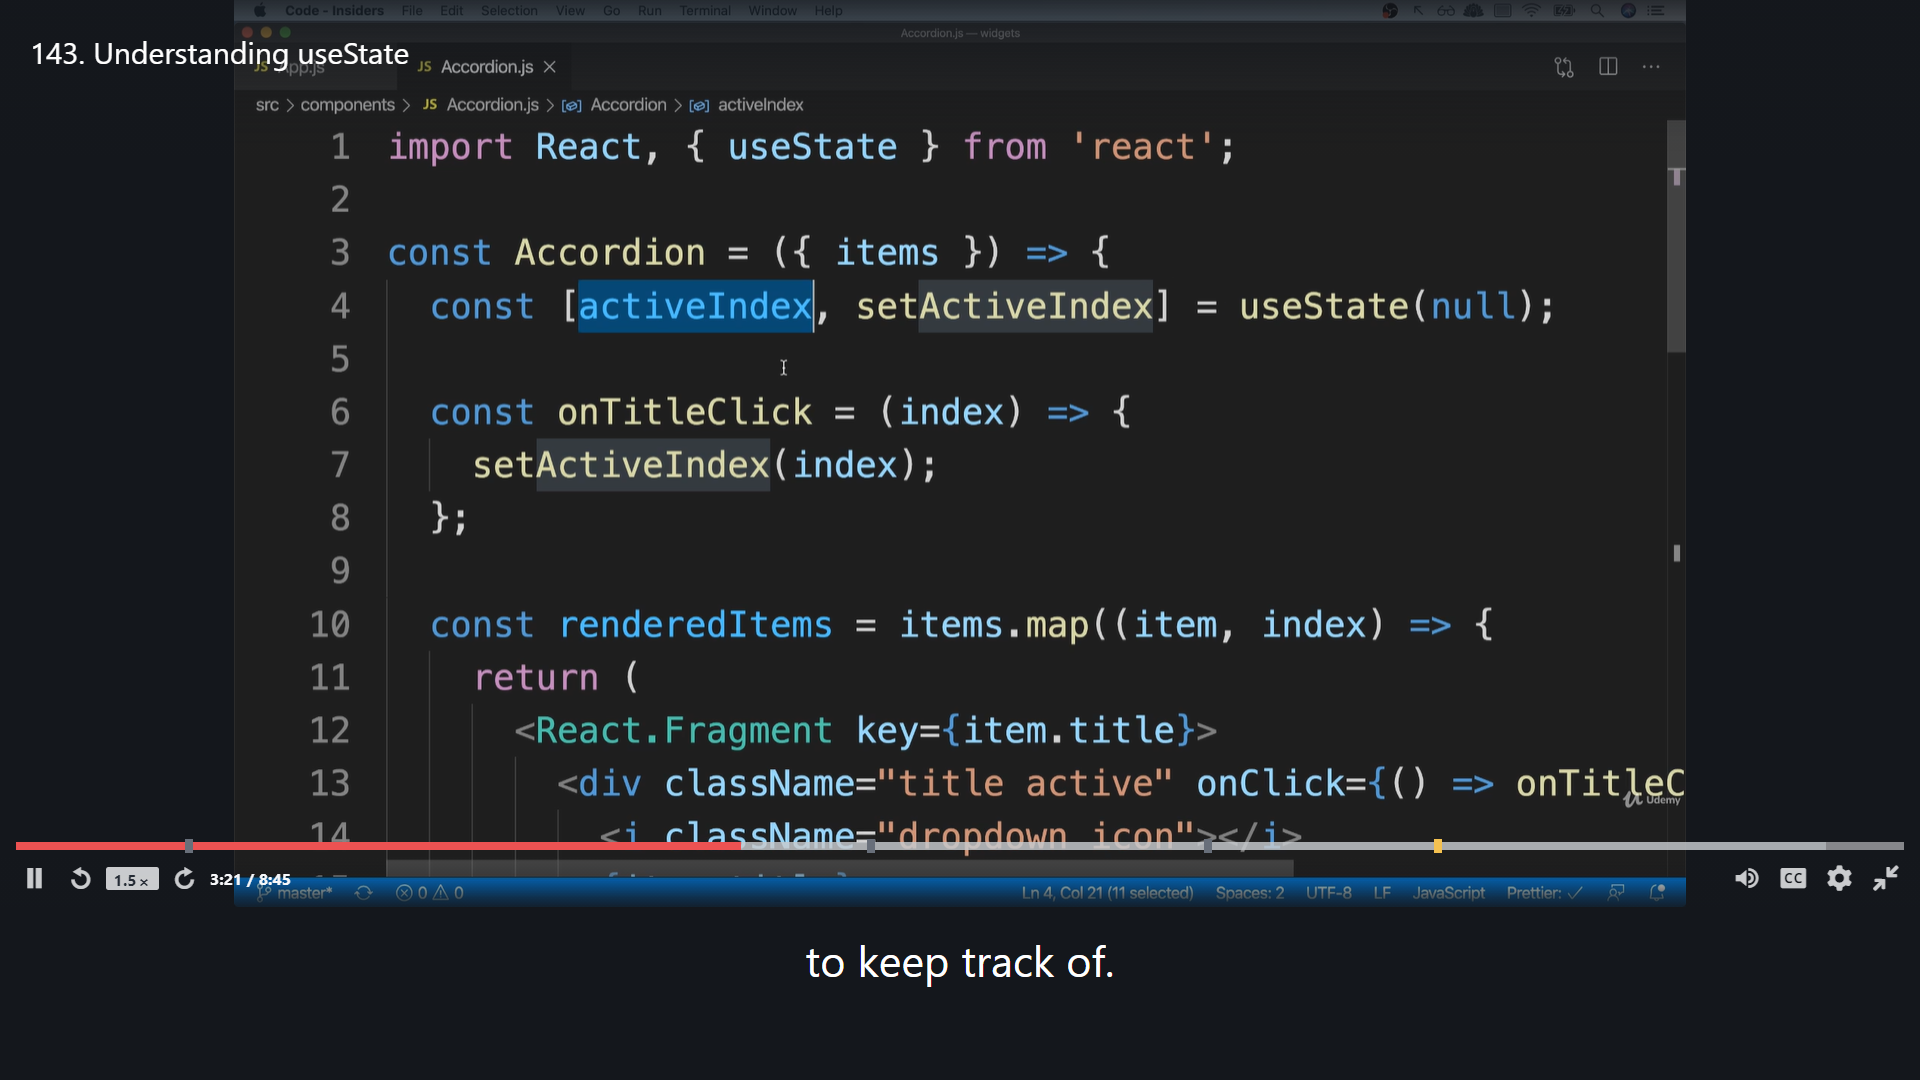 Code - Insiders File Edit Selection View Go Run Terminal Window Help
Accordion.js — widgets
143. Understanding useState
JS App.js JS Accordion.js
src > components > JS Accordion.js > Accordion > activeIndex
1 import React, { useState } from 'react';
2
3 const Accordion = ({ items }) => {
4 const [activeIndex, setActiveIndex] = useState(null);
5
6 const onTitleClick = (index) => {
7 setActiveIndex(index);
8 };
9
10 const renderedItems = items.map((item, index) => {
11 return (
12 <React.Fragment key={item.title}>
13 <div className="title active" onClick={() => onTitleC
Udemy
14 <i className="dropdown icon"></i>
1.5 x 3:21 / 8:45 CC
master* 0 0 Ln 4, Col 21 (11 selected) Spaces: 2 UTF-8 LF JavaScript Prettier: ✓
to keep track of.